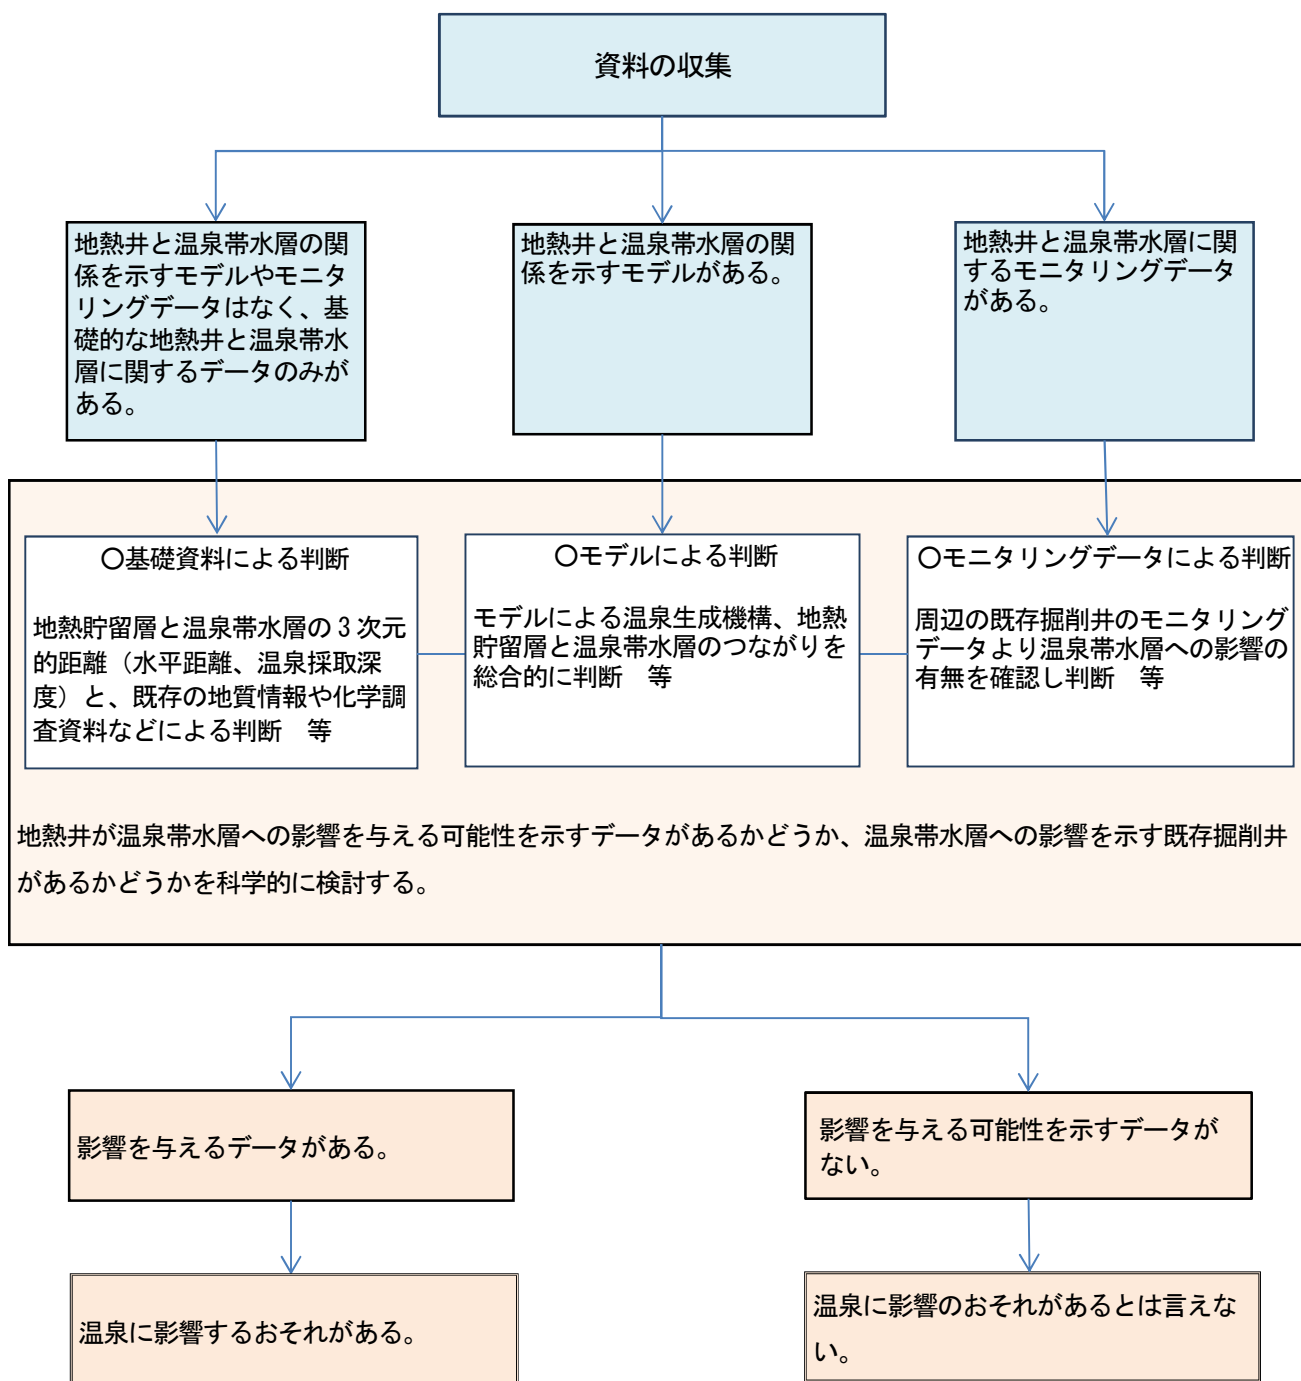 資料の収集
地熱井と温泉帯水層の関
係を示すモデルやモニタ
リングデータはなく、基
礎的な地熱井と温泉帯水
層に関するデータのみが
ある。
地熱井と温泉帯水層の関
係を示すモデルがある。
地熱井と温泉帯水層に関
するモニタリングデータ
がある。
〇基礎資料による判断
地熱貯留層と温泉帯水層の 3 次元
的距離（水平距離、温泉採取深
度）と、既存の地質情報や化学調
査資料などによる判断　等
〇モデルによる判断
モデルによる温泉生成機構、地熱
貯留層と温泉帯水層のつながりを
総合的に判断　等
〇モニタリングデータによる判断
周辺の既存掘削井のモニタリング
データより温泉帯水層への影響の
有無を確認し判断　等
地熱井が温泉帯水層への影響を与える可能性を示すデータがあるかどうか、温泉帯水層への影響を示す既存掘削井
があるかどうかを科学的に検討する。
影響を与えるデータがある。
影響を与える可能性を示すデータが
ない。
温泉に影響するおそれがある。
温泉に影響のおそれがあるとは言えな
い。